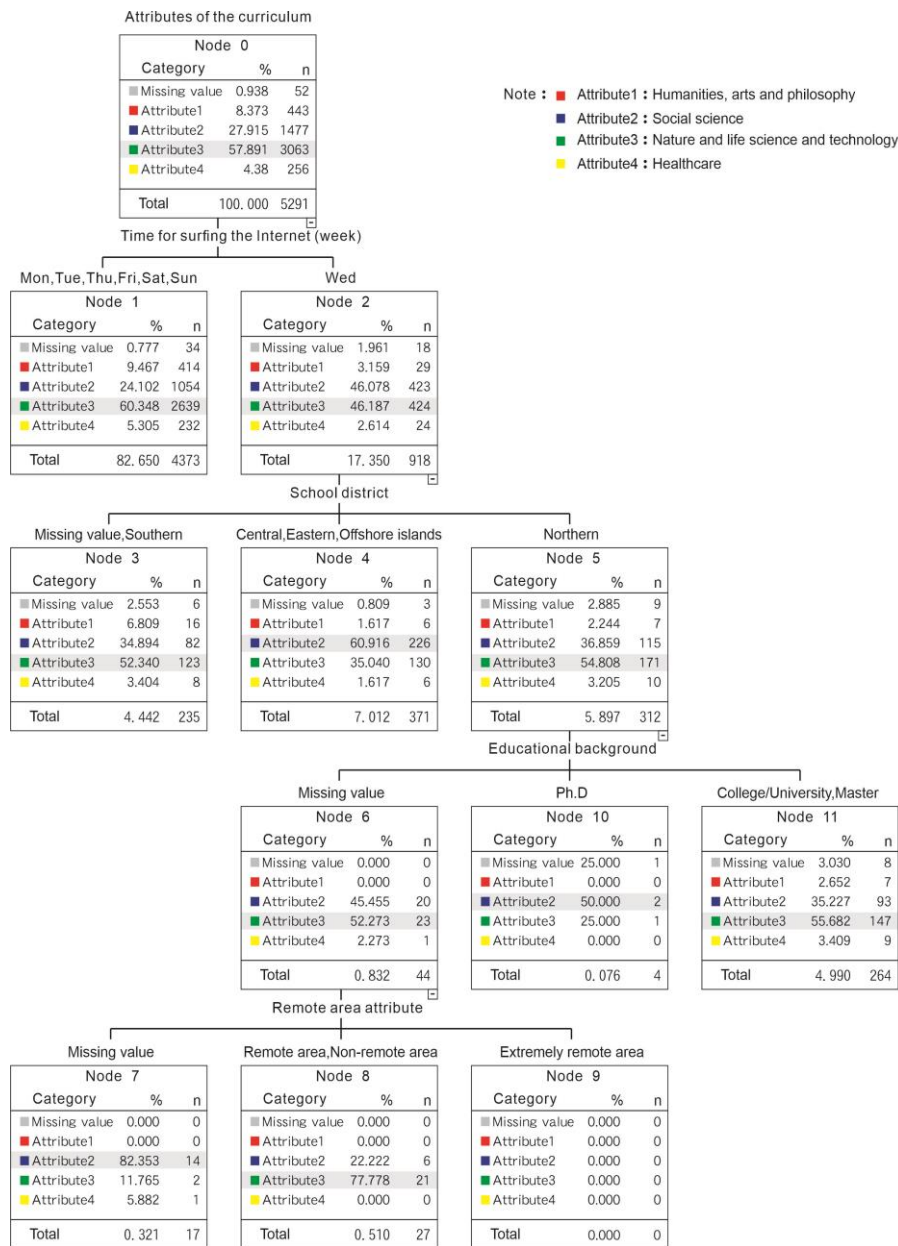 Attributes of the curriculum
Node 0
Category % n
Missing value 0.938 52
Attribute1 8.373 443
Attribute2 27.915 1477
Attribute3 57.891 3063
Attribute4 4.38 256
Total 100.000 5291
Note : Attribute1 : Humanities, arts and philosophy
Attribute2 : Social science
Attribute3 : Nature and life science and technology
Attribute4 : Healthcare
Time for surfing the Internet (week)
Mon,Tue,Thu,Fri,Sat,Sun
Node 1
Category % n
Missing value 0.777 34
Attribute1 9.467 414
Attribute2 24.102 1054
Attribute3 60.348 2639
Attribute4 5.305 232
Total 82.650 4373
Wed
Node 2
Category % n
Missing value 1.961 18
Attribute1 3.159 29
Attribute2 46.078 423
Attribute3 46.187 424
Attribute4 2.614 24
Total 17.350 918
School district
Missing value,Southern
Node 3
Category % n
Missing value 2.553 6
Attribute1 6.809 16
Attribute2 34.894 82
Attribute3 52.340 123
Attribute4 3.404 8
Total 4.442 235
Central,Eastern,Offshore islands
Node 4
Category % n
Missing value 0.809 3
Attribute1 1.617 6
Attribute2 60.916 226
Attribute3 35.040 130
Attribute4 1.617 6
Total 7.012 371
Northern
Node 5
Category % n
Missing value 2.885 9
Attribute1 2.244 7
Attribute2 36.859 115
Attribute3 54.808 171
Attribute4 3.205 10
Total 5.897 312
Educational background
Missing value
Node 6
Category % n
Missing value 0.000 0
Attribute1 0.000 0
Attribute2 45.455 20
Attribute3 52.273 23
Attribute4 2.273 1
Total 0.832 44
Ph.D
Node 10
Category % n
Missing value 25.000 1
Attribute1 0.000 0
Attribute2 50.000 2
Attribute3 25.000 1
Attribute4 0.000 0
Total 0.076 4
College/University,Master
Node 11
Category % n
Missing value 3.030 8
Attribute1 2.652 7
Attribute2 35.227 93
Attribute3 55.682 147
Attribute4 3.409 9
Total 4.990 264
Remote area attribute
Missing value
Node 7
Category % n
Missing value 0.000 0
Attribute1 0.000 0
Attribute2 82.353 14
Attribute3 11.765 2
Attribute4 5.882 1
Total 0.321 17
Remote area,Non-remote area
Node 8
Category % n
Missing value 0.000 0
Attribute1 0.000 0
Attribute2 22.222 6
Attribute3 77.778 21
Attribute4 0.000 0
Total 0.510 27
Extremely remote area
Node 9
Category % n
Missing value 0.000 0
Attribute1 0.000 0
Attribute2 0.000 0
Attribute3 0.000 0
Attribute4 0.000 0
Total 0.000 0